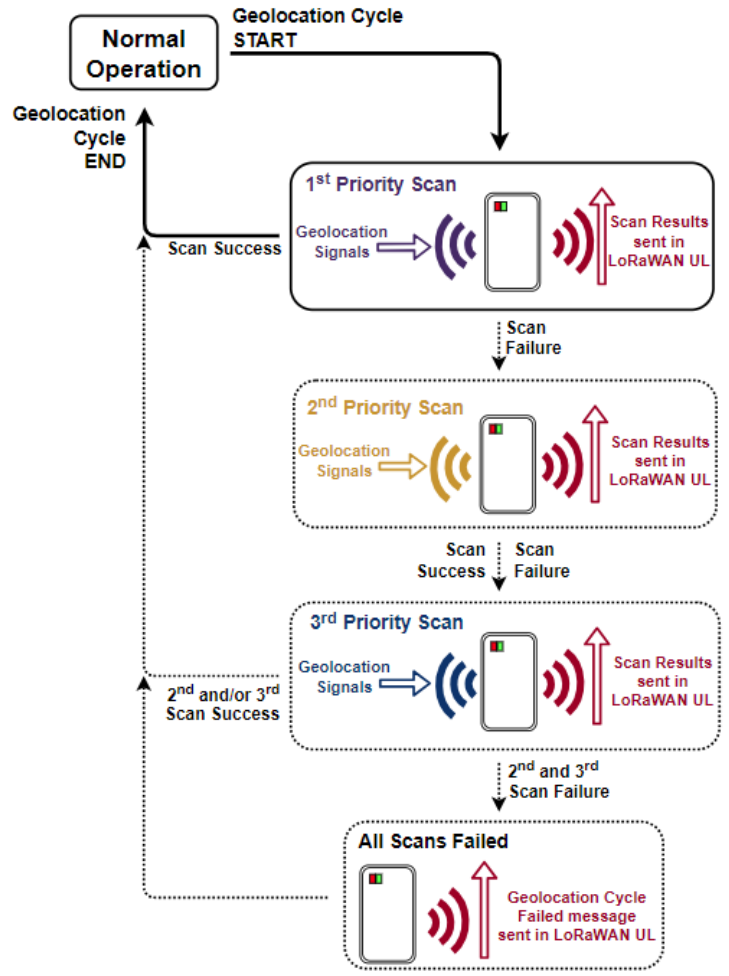 Normal
Operation
Geolocation Cycle
START
Geolocation
Cycle
END
1st Priority Scan
Geolocation
Signals
Scan Results
sent in
LoRaWAN UL
Scan Success
Scan
Failure
2nd Priority Scan
Geolocation
Signals
Scan Results
sent in
LoRaWAN UL
Scan
Success
Scan
Failure
3rd Priority Scan
Geolocation
Signals
Scan Results
sent in
LoRaWAN UL
2nd and/or 3rd
Scan Success
2nd and 3rd
Scan Failure
All Scans Failed
Geolocation Cycle
Failed message
sent in LoRaWAN UL